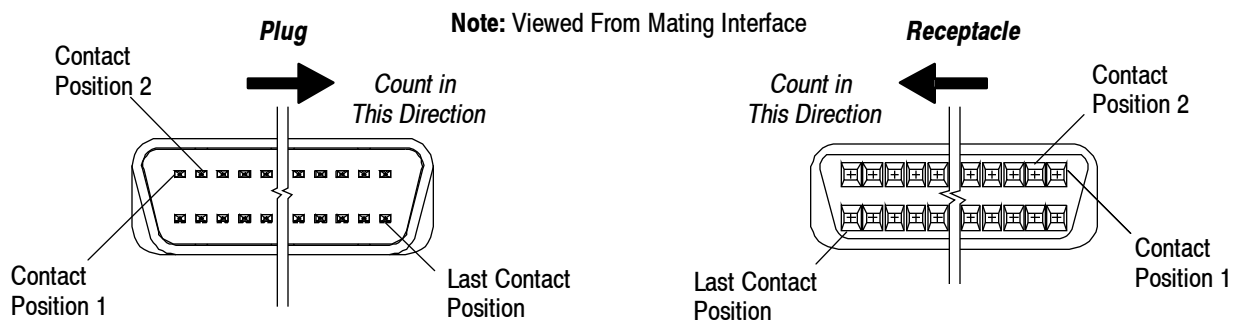 Note: Viewed From Mating Interface
Plug
Contact
Position 2
Count in
This Direction
Contact
Position 1
Last Contact
Position
Receptacle
Count in
This Direction
Contact
Position 2
Last Contact
Position
Contact
Position 1